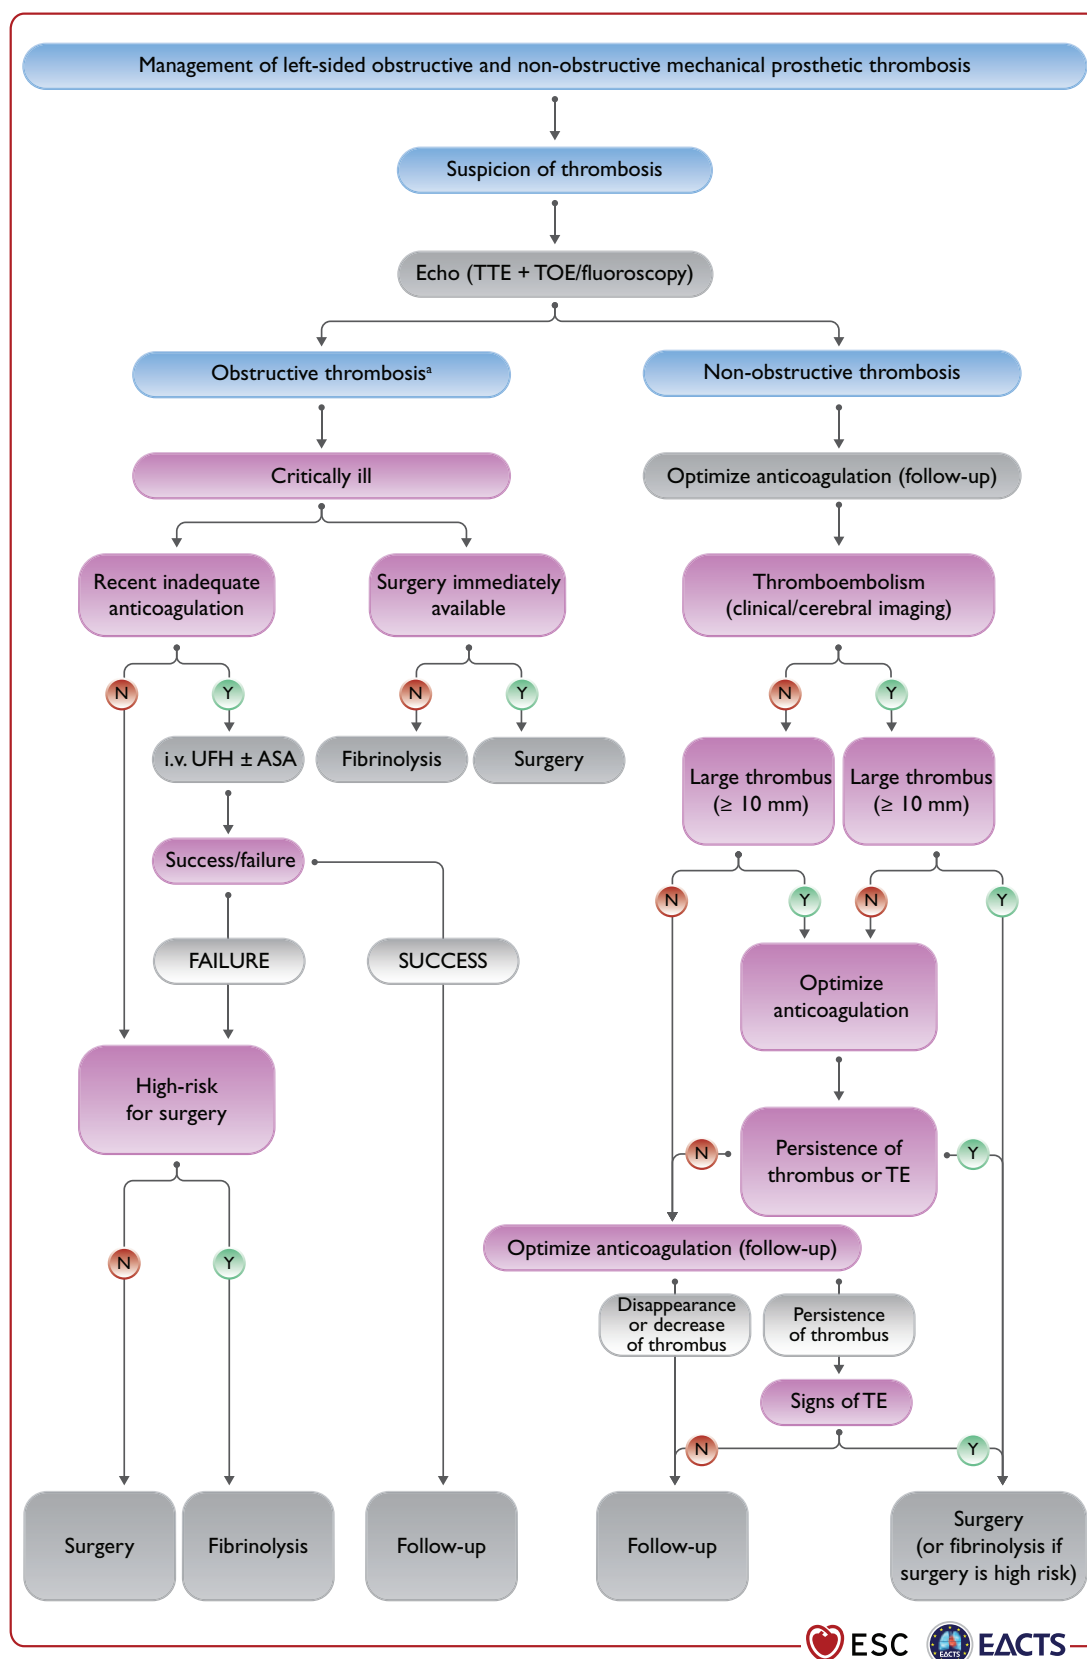 Management of left-sided obstructive and non-obstructive mechanical prosthetic thrombosis
Suspicion of thrombosis
Echo (TTE + TOE/fluoroscopy)
Obstructive thrombosisᵃ
Non-obstructive thrombosis
Critically ill
Optimize anticoagulation (follow-up)
Recent inadequate
anticoagulation
Surgery immediately
available
Thromboembolism
(clinical/cerebral imaging)
N
Y
N
Y
N
Y
i.v. UFH ± ASA
Fibrinolysis
Surgery
Large thrombus
(≥ 10 mm)
Large thrombus
(≥ 10 mm)
Success/failure
N
Y
N
Y
FAILURE
SUCCESS
Optimize
anticoagulation
High-risk
for surgery
N
Persistence of
thrombus or TE
Y
Optimize anticoagulation (follow-up)
N
Y
Disappearance
or decrease
of thrombus
Persistence
of thrombus
Signs of TE
N
Y
Surgery
Fibrinolysis
Follow-up
Follow-up
Surgery
(or fibrinolysis if
surgery is high risk)
ESC
EACTS
EΔCTS